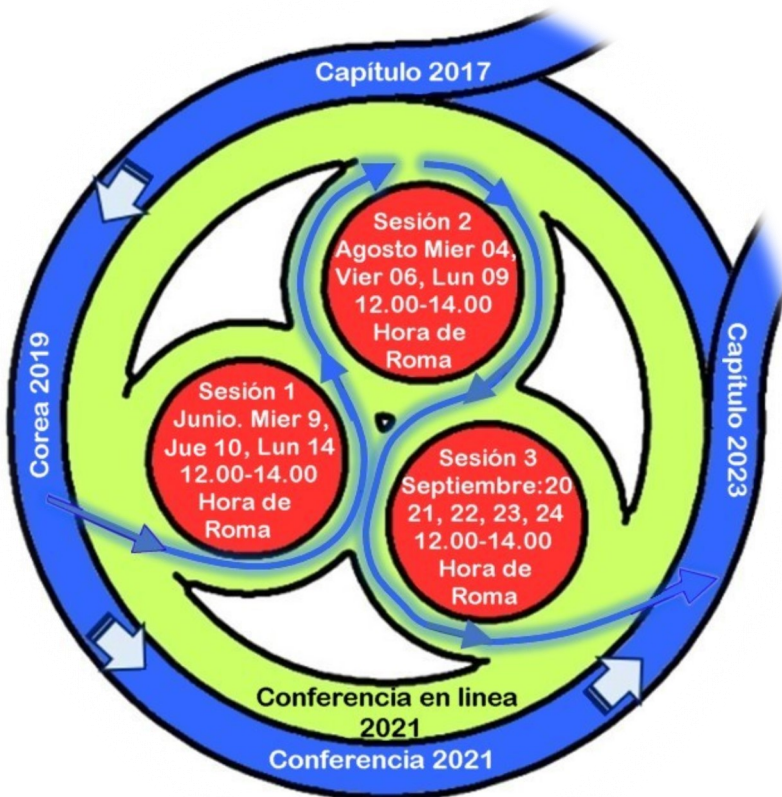 Capítulo 2017
Sesión 2
Agosto Mier 04,
Vier 06, Lun 09
12.00-14.00
Hora de
Roma
Corea 2019
Sesión 1
Junio. Mier 9,
Jue 10, Lun 14
12.00-14.00
Hora de
Roma
Capítulo 2023
Sesión 3
Septiembre:20
21, 22, 23, 24
12.00-14.00
Hora de
Roma
Conferencia en linea
2021
Conferencia 2021